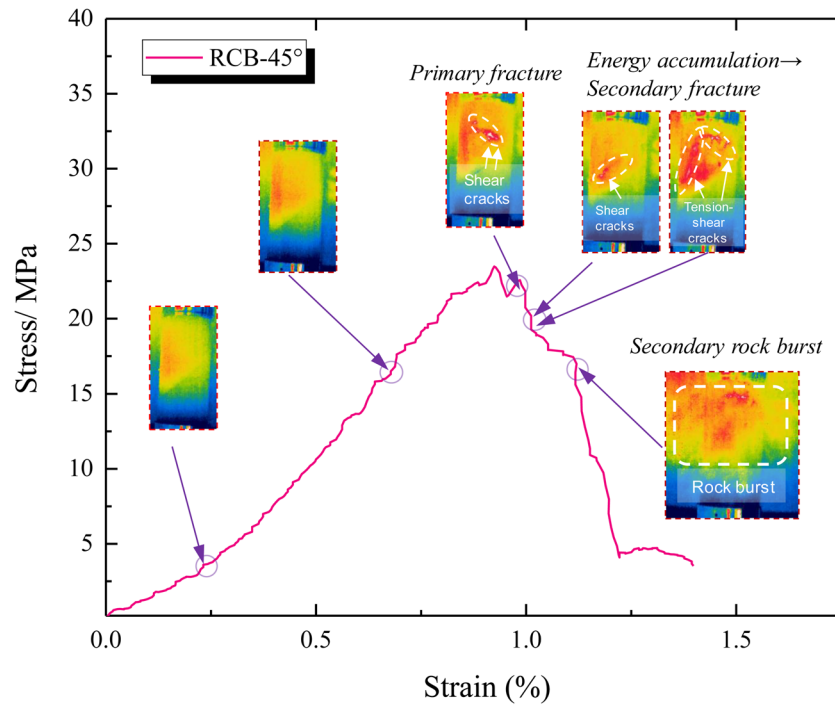 40
35
30
25
20
15
10
5
0.0
0.5
1.0
1.5
Stress/ MPa
Strain (%)
RCB-45°
Primary fracture
Shear
cracks
Energy accumulation→
Secondary fracture
Shear
cracks
Tension-
shear
cracks
Secondary rock burst
Rock burst